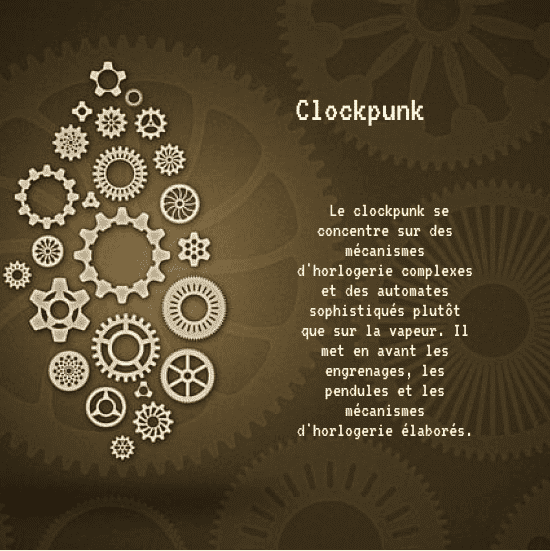 Clockpunk
Le clockpunk se
concentre sur des
mécanismes
d'horlogerie complexes
et des automates
sophistiqués plutôt
que sur la vapeur. Il
met en avant les
engrenages, les
pendules et les
mécanismes
d'horlogerie élaborés.